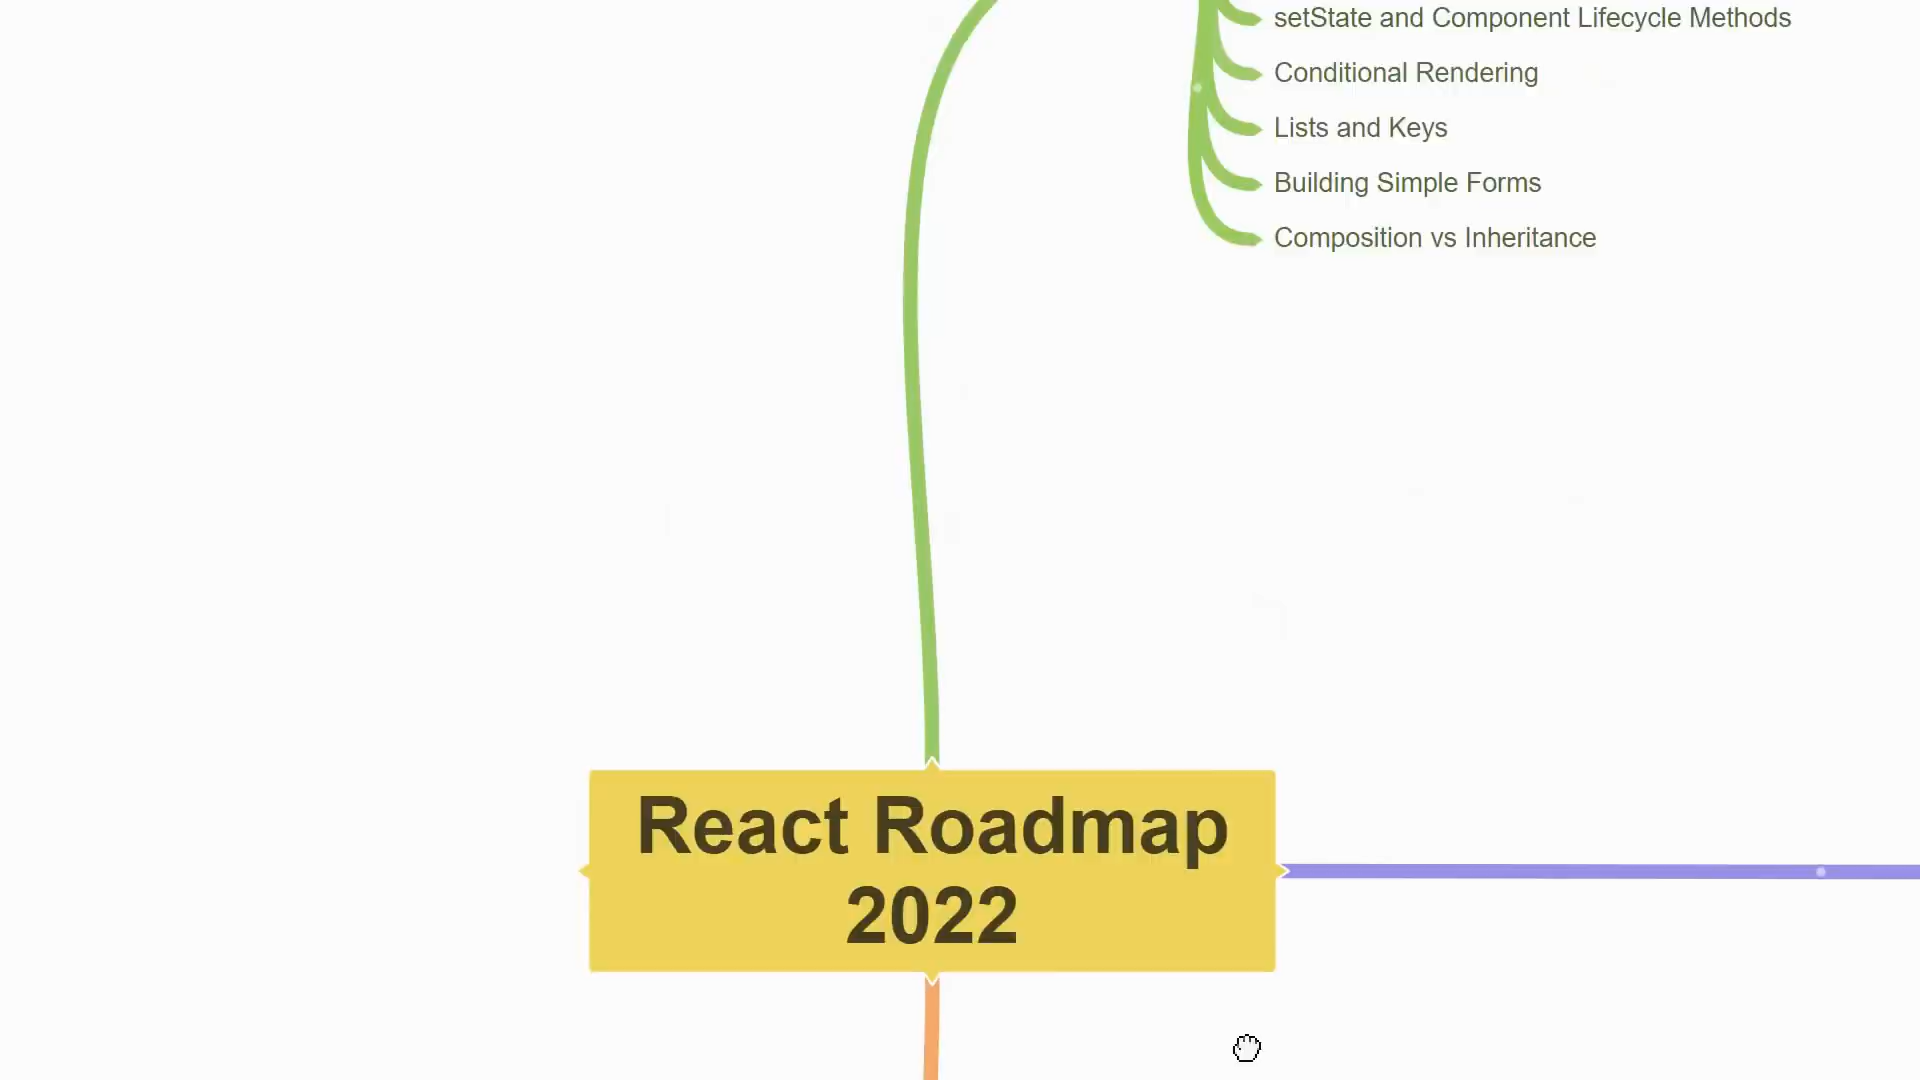 setState and Component Lifecycle Methods
Conditional Rendering
Lists and Keys
Building Simple Forms
Composition vs Inheritance
React Roadmap
2022